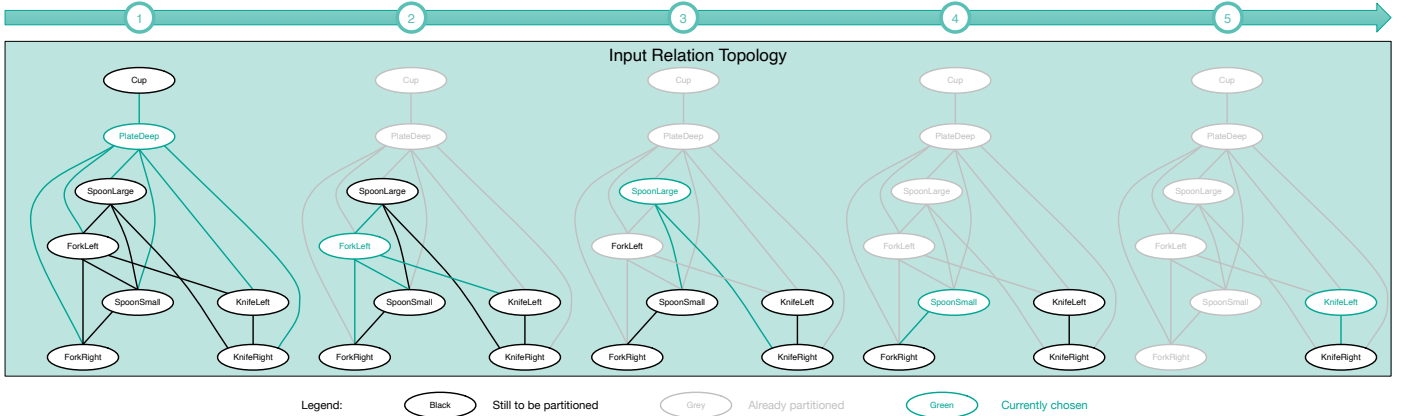 1 2 3 4 5
Input Relation Topology
Cup Cup Cup Cup Cup
PlateDeep PlateDeep PlateDeep PlateDeep PlateDeep
SpoonLarge SpoonLarge SpoonLarge SpoonLarge SpoonLarge
ForkLeft ForkLeft ForkLeft ForkLeft ForkLeft
SpoonSmall KnifeLeft SpoonSmall KnifeLeft SpoonSmall KnifeLeft SpoonSmall KnifeLeft SpoonSmall KnifeLeft
ForkRight KnifeRight ForkRight KnifeRight ForkRight KnifeRight ForkRight KnifeRight ForkRight KnifeRight
Legend: Black Still to be partitioned Grey Already partitioned Green Currently chosen